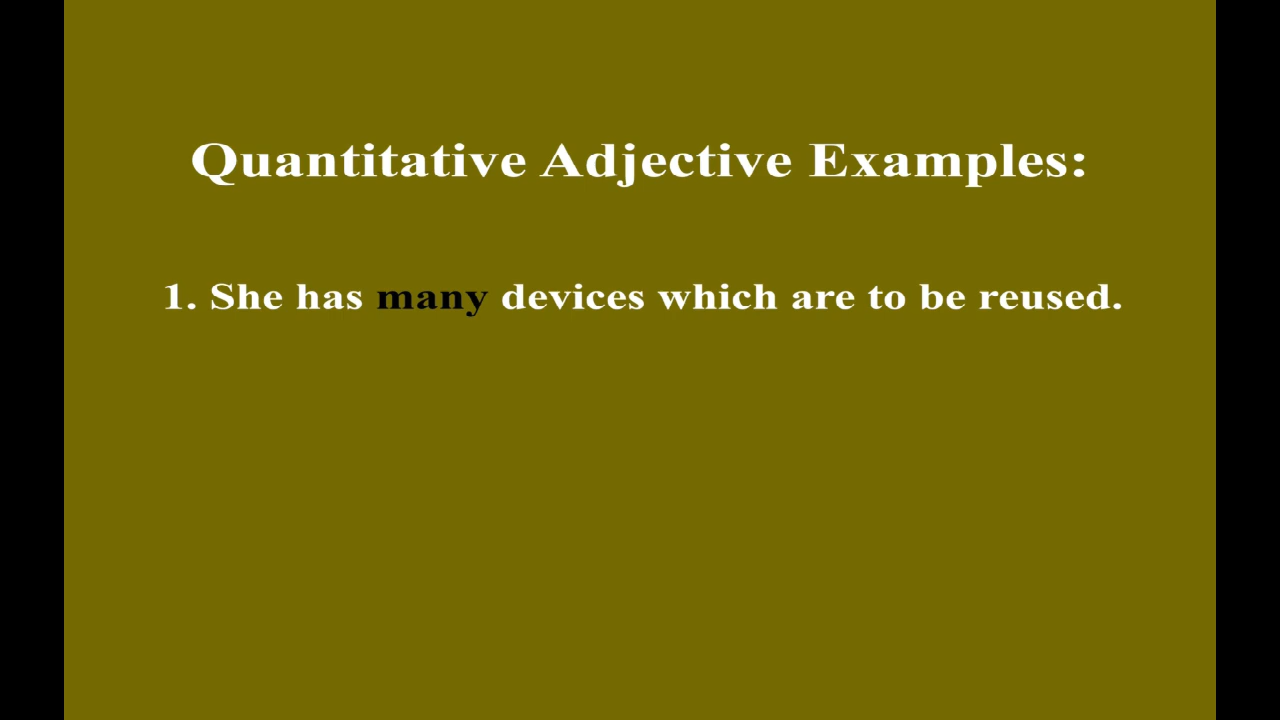 Quantitative Adjective Examples:
1. She has many devices which are to be reused.